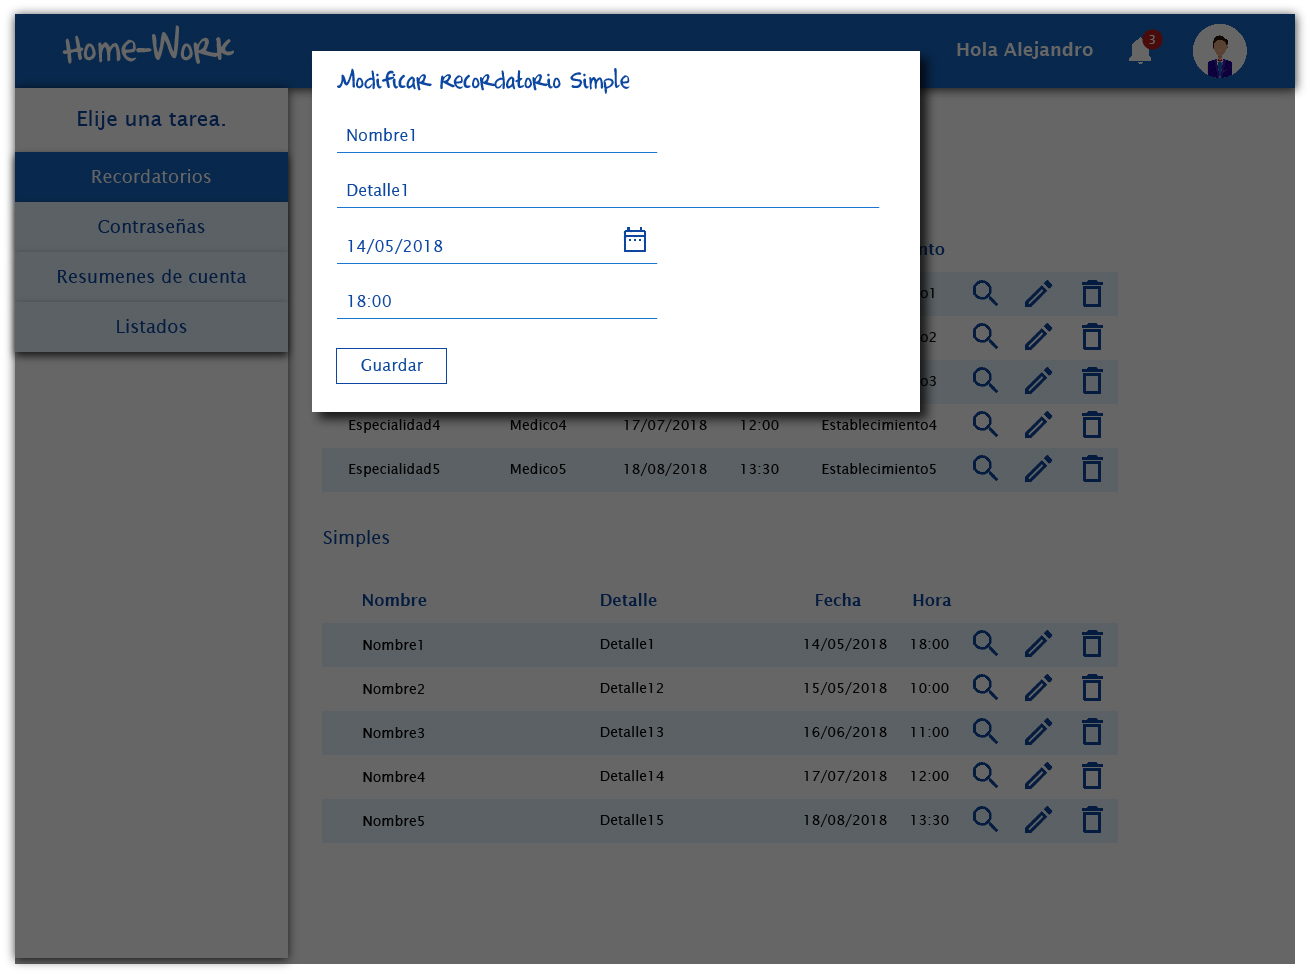 Home-Work
Hola Alejandro
3
Elije una tarea.
Recordatorios
Contraseñas
Resumenes de cuenta
Listados
Modificar recordatorio Simple
Nombre1
Detalle1
14/05/2018
18:00
Guardar
nto
o1
o2
o3
Especialidad4 Medico4 17/07/2018 12:00 Establecimiento4
Especialidad5 Medico5 18/08/2018 13:30 Establecimiento5
Simples
Nombre Detalle Fecha Hora
Nombre1 Detalle1 14/05/2018 18:00
Nombre2 Detalle12 15/05/2018 10:00
Nombre3 Detalle13 16/06/2018 11:00
Nombre4 Detalle14 17/07/2018 12:00
Nombre5 Detalle15 18/08/2018 13:30